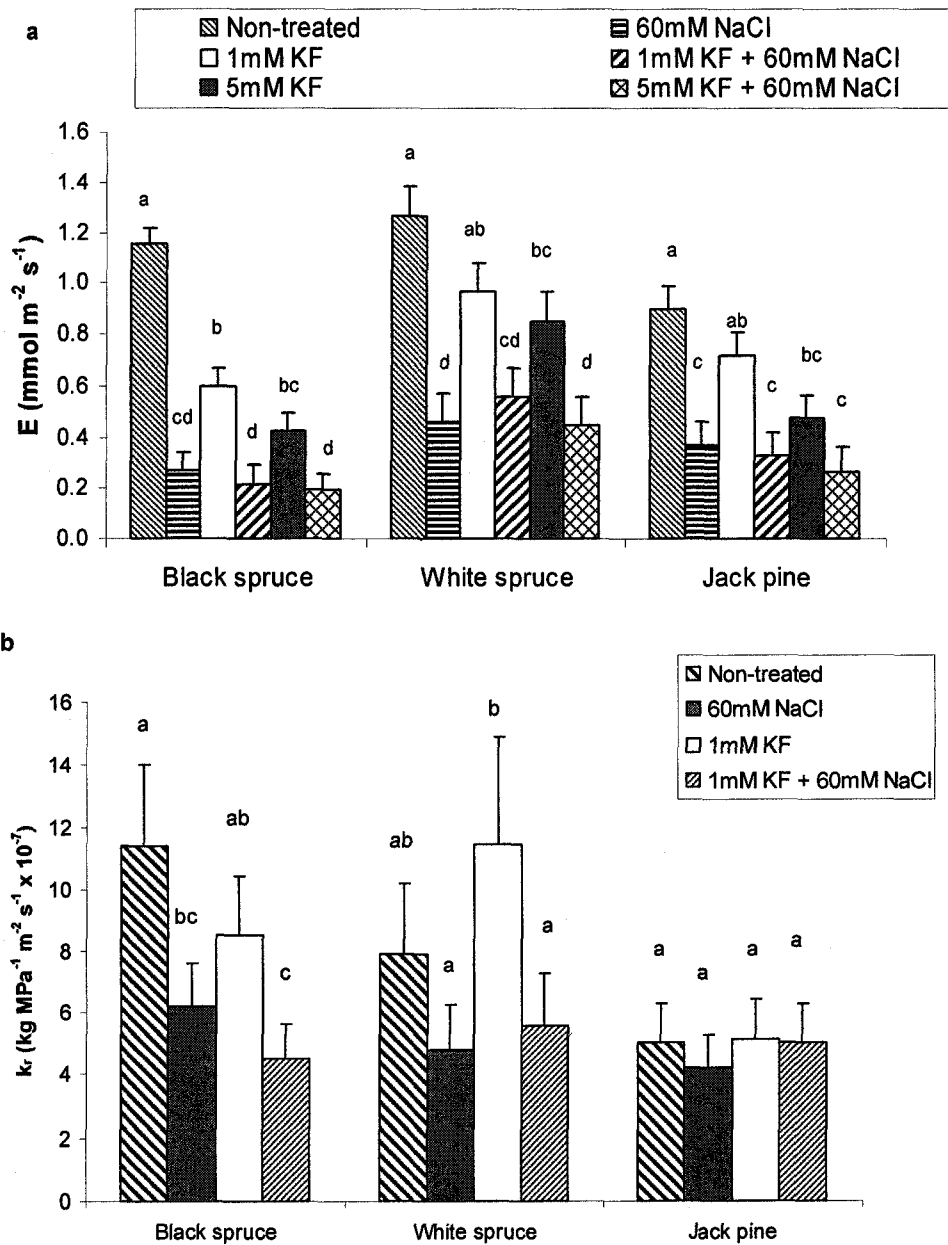 a
Non-treated 60mM NaCl
1mM KF 1mM KF + 60mM NaCl
5mM KF 5mM KF + 60mM NaCl
E (mmol m⁻² s⁻¹)
1.6
1.4
1.2
1.0
0.8
0.6
0.4
0.2
0.0
a cd b d bc d
a d ab cd bc d
a c ab c bc c
Black spruce White spruce Jack pine
b
Non-treated
60mM NaCl
1mM KF
1mM KF + 60mM NaCl
kᵣ (kg MPa⁻¹ m⁻² s⁻¹ x 10⁻⁷)
16
14
12
10
8
6
4
2
0
a bc ab c
ab a b a
a a a a
Black spruce White spruce Jack pine